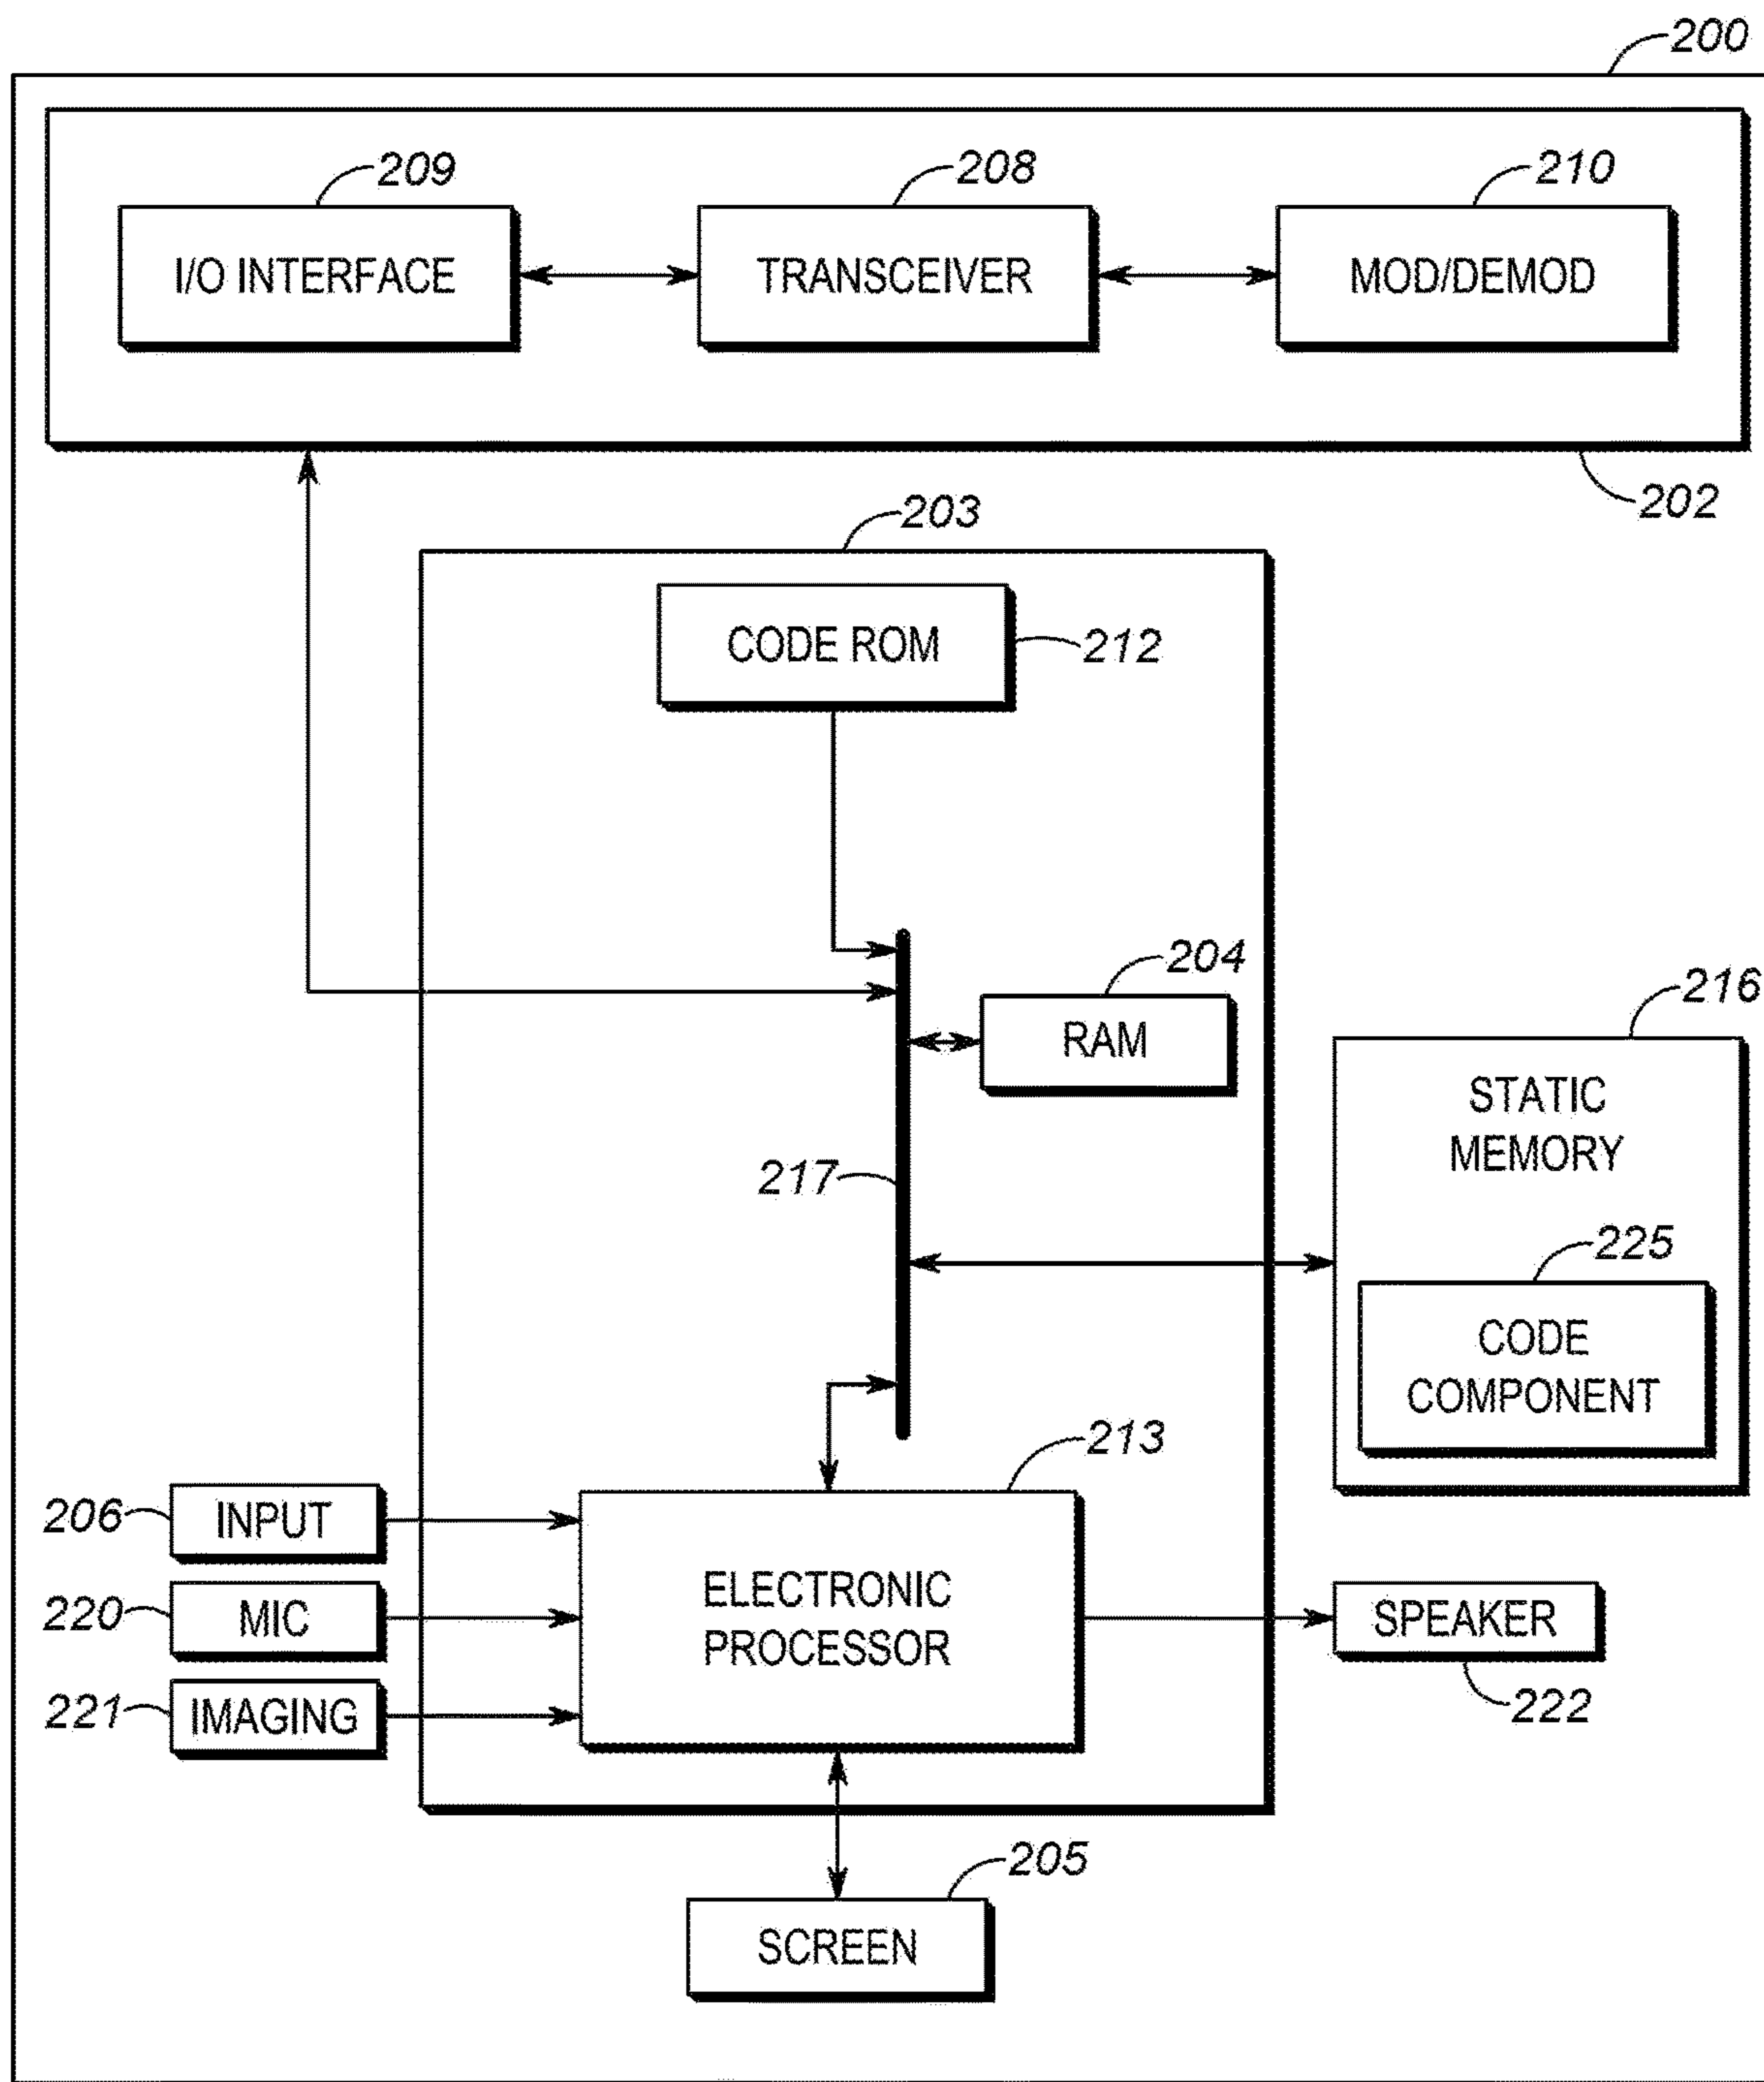 200
209
208
210
I/O INTERFACE
TRANSCEIVER
MOD/DEMOD
202
203
CODE ROM
212
204
RAM
216
STATIC
MEMORY
217
225
CODE
COMPONENT
213
206
INPUT
220
MIC
221
IMAGING
ELECTRONIC
PROCESSOR
SPEAKER
222
205
SCREEN